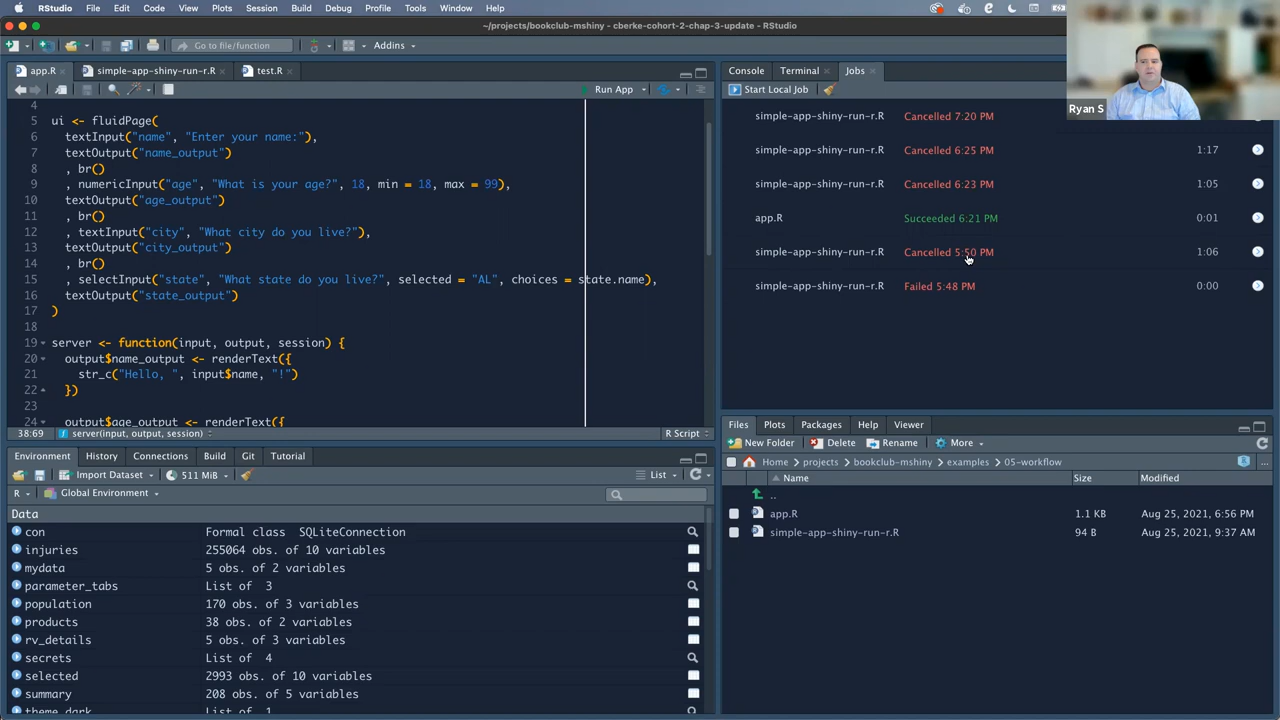 RStudio File Edit Code View Plots Session Build Debug Profile Tools Window Help
~/projects/bookclub-mshiny - cberke-cohort-2-chap-3-update - RStudio
Go to file/function Addins
app.R simple-app-shiny-run-r.R test.R
Run App
4
5 ui <- fluidPage(
6 textInput("name", "Enter your name:"),
7 textOutput("name_output")
8 , br()
9 , numericInput("age", "What is your age?", 18, min = 18, max = 99),
10 textOutput("age_output")
11 , br()
12 , textInput("city", "What city do you live?"),
13 textOutput("city_output")
14 , br()
15 , selectInput("state", "What state do you live?", selected = "AL", choices = state.name),
16 textOutput("state_output")
17 )
18
19 server <- function(input, output, session) {
20 output$name_output <- renderText({
21 str_c("Hello, ", input$name, "!")
22 })
23
24 output$age_output <- renderText({
38:69 server(input, output, session) R Script
Environment History Connections Build Git Tutorial
Import Dataset 511 MiB List
R Global Environment
Data
con Formal class SQLiteConnection
injuries 255064 obs. of 10 variables
mydata 5 obs. of 2 variables
parameter_tabs List of 3
population 170 obs. of 3 variables
products 38 obs. of 2 variables
rv_details 5 obs. of 3 variables
secrets List of 4
selected 2993 obs. of 10 variables
summary 208 obs. of 5 variables
theme_dark List of 1
Console Terminal Jobs
Start Local Job
Ryan S
simple-app-shiny-run-r.R Cancelled 7:20 PM
simple-app-shiny-run-r.R Cancelled 6:25 PM 1:17
simple-app-shiny-run-r.R Cancelled 6:23 PM 1:05
app.R Succeeded 6:21 PM 0:01
simple-app-shiny-run-r.R Cancelled 5:50 PM 1:06
simple-app-shiny-run-r.R Failed 5:48 PM 0:00
Files Plots Packages Help Viewer
New Folder Delete Rename More
Home projects bookclub-mshiny examples 05-workflow ...
Name Size Modified
..
app.R 1.1 KB Aug 25, 2021, 6:56 PM
simple-app-shiny-run-r.R 94 B Aug 25, 2021, 9:37 AM